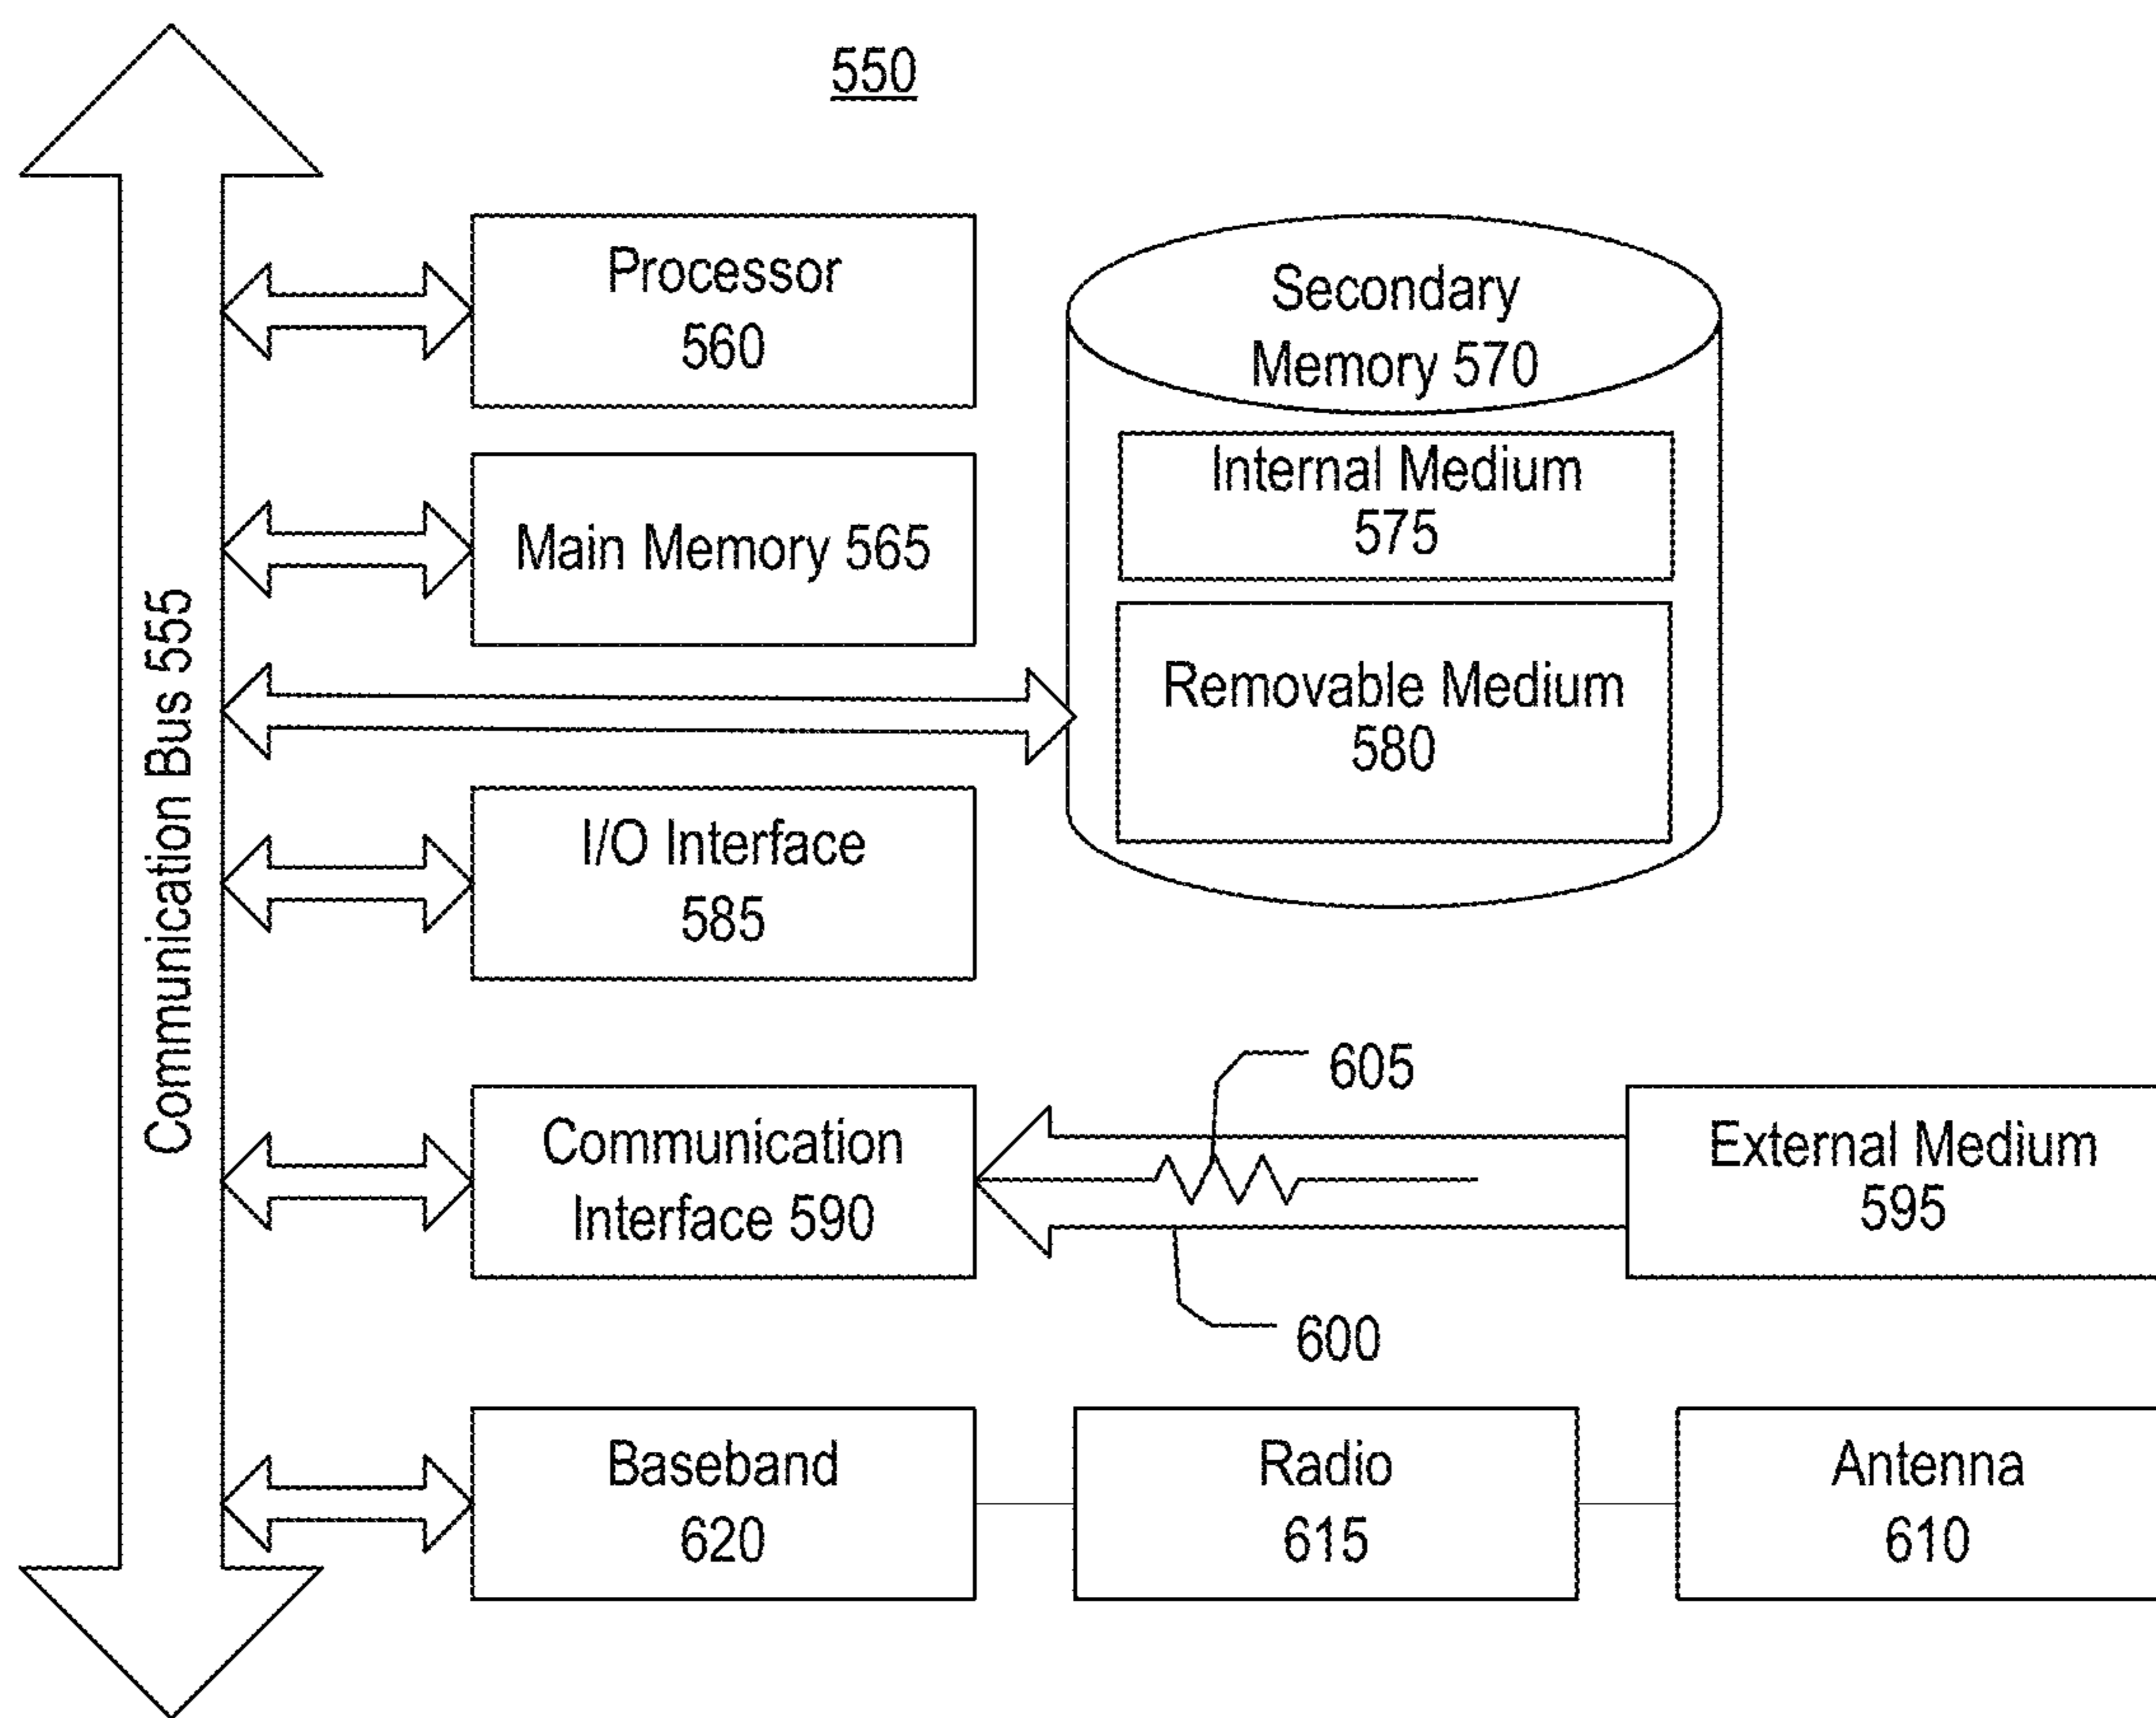 550
Communication Bus 555
Processor
560
Secondary
Memory 570
Internal Medium
575
Main Memory 565
Removable Medium
580
I/O Interface
585
605
Communication
Interface 590
External Medium
595
600
Baseband
620
Radio
615
Antenna
610